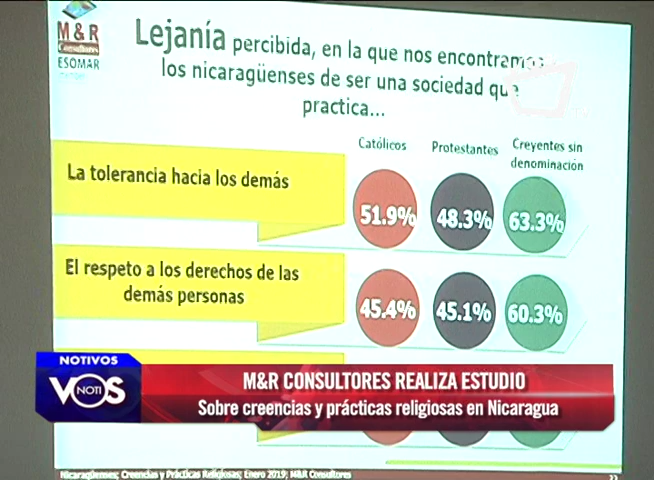 M&R
Consultores
ESOMAR
Lejanía percibida, en la que nos encontramos
los nicaragüenses de ser una sociedad que
practica...
Católicos
Protestantes
Creyentes sin
denominación
La tolerancia hacia los demás
51.9%
48.3%
63.3%
El respeto a los derechos de las
demás personas
45.4%
45.1%
60.3%
NOTIVOS
VOS
NOTI
M&R CONSULTORES REALIZA ESTUDIO
Sobre creencias y prácticas religiosas en Nicaragua
Nicaragüenses; Creencias y Prácticas Religiosas; Enero 2019; M&R Consultores